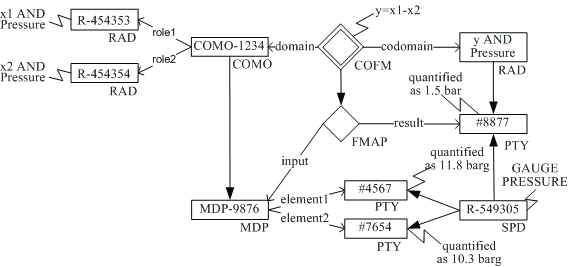 x1 AND
Pressure
R-454353
RAD
role1
x2 AND
Pressure
R-454354
RAD
role2
COMO-1234
COMO
domain
COFM
y=x1-x2
codomain
y AND
Pressure
RAD
quantified
as 1.5 bar
#8877
PTY
FMAP
result
input
quantified
as 11.8 barg
GAUGE
PRESSURE
MDP-9876
MDP
element1
element2
#4567
PTY
#7654
PTY
R-549305
SPD
quantified
as 10.3 barg